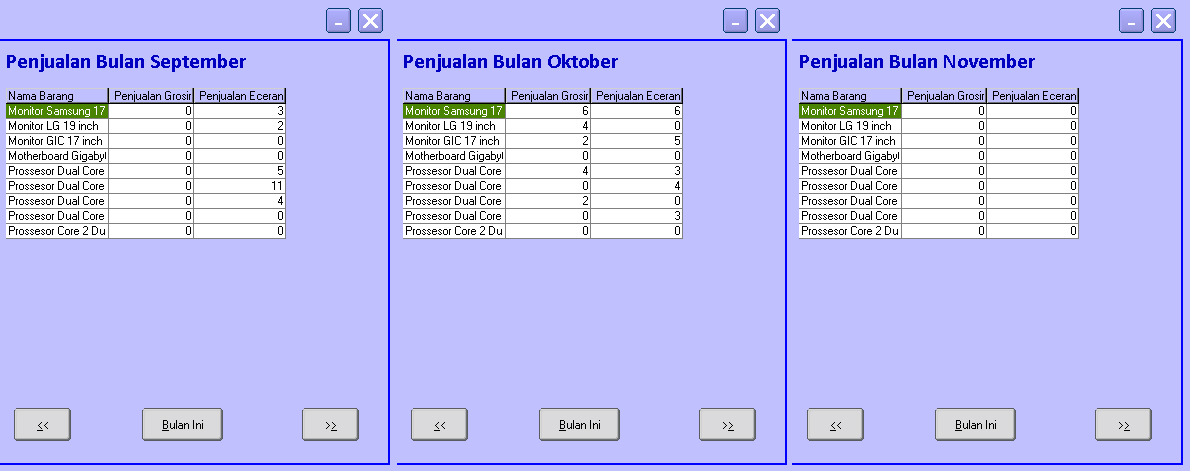 Penjualan Bulan September
Nama Barang Penjualan Grosir Penjualan Eceran
Monitor Samsung 17 0 3
Monitor LG 19 inch 0 2
Monitor GIC 17 inch 0 0
Motherboard Gigabyt 0 0
Prossesor Dual Core 0 5
Prossesor Dual Core 0 11
Prossesor Dual Core 0 4
Prossesor Dual Core 0 0
Prossesor Core 2 Du 0 0
<< Bulan Ini >>
Penjualan Bulan Oktober
Nama Barang Penjualan Grosir Penjualan Eceran
Monitor Samsung 17 6 6
Monitor LG 19 inch 4 0
Monitor GIC 17 inch 2 5
Motherboard Gigabyt 0 0
Prossesor Dual Core 4 3
Prossesor Dual Core 0 4
Prossesor Dual Core 2 0
Prossesor Dual Core 0 3
Prossesor Core 2 Du 0 0
<< Bulan Ini >>
Penjualan Bulan November
Nama Barang Penjualan Grosir Penjualan Eceran
Monitor Samsung 17 0 0
Monitor LG 19 inch 0 0
Monitor GIC 17 inch 0 0
Motherboard Gigabyt 0 0
Prossesor Dual Core 0 0
Prossesor Dual Core 0 0
Prossesor Dual Core 0 0
Prossesor Dual Core 0 0
Prossesor Core 2 Du 0 0
<< Bulan Ini >>